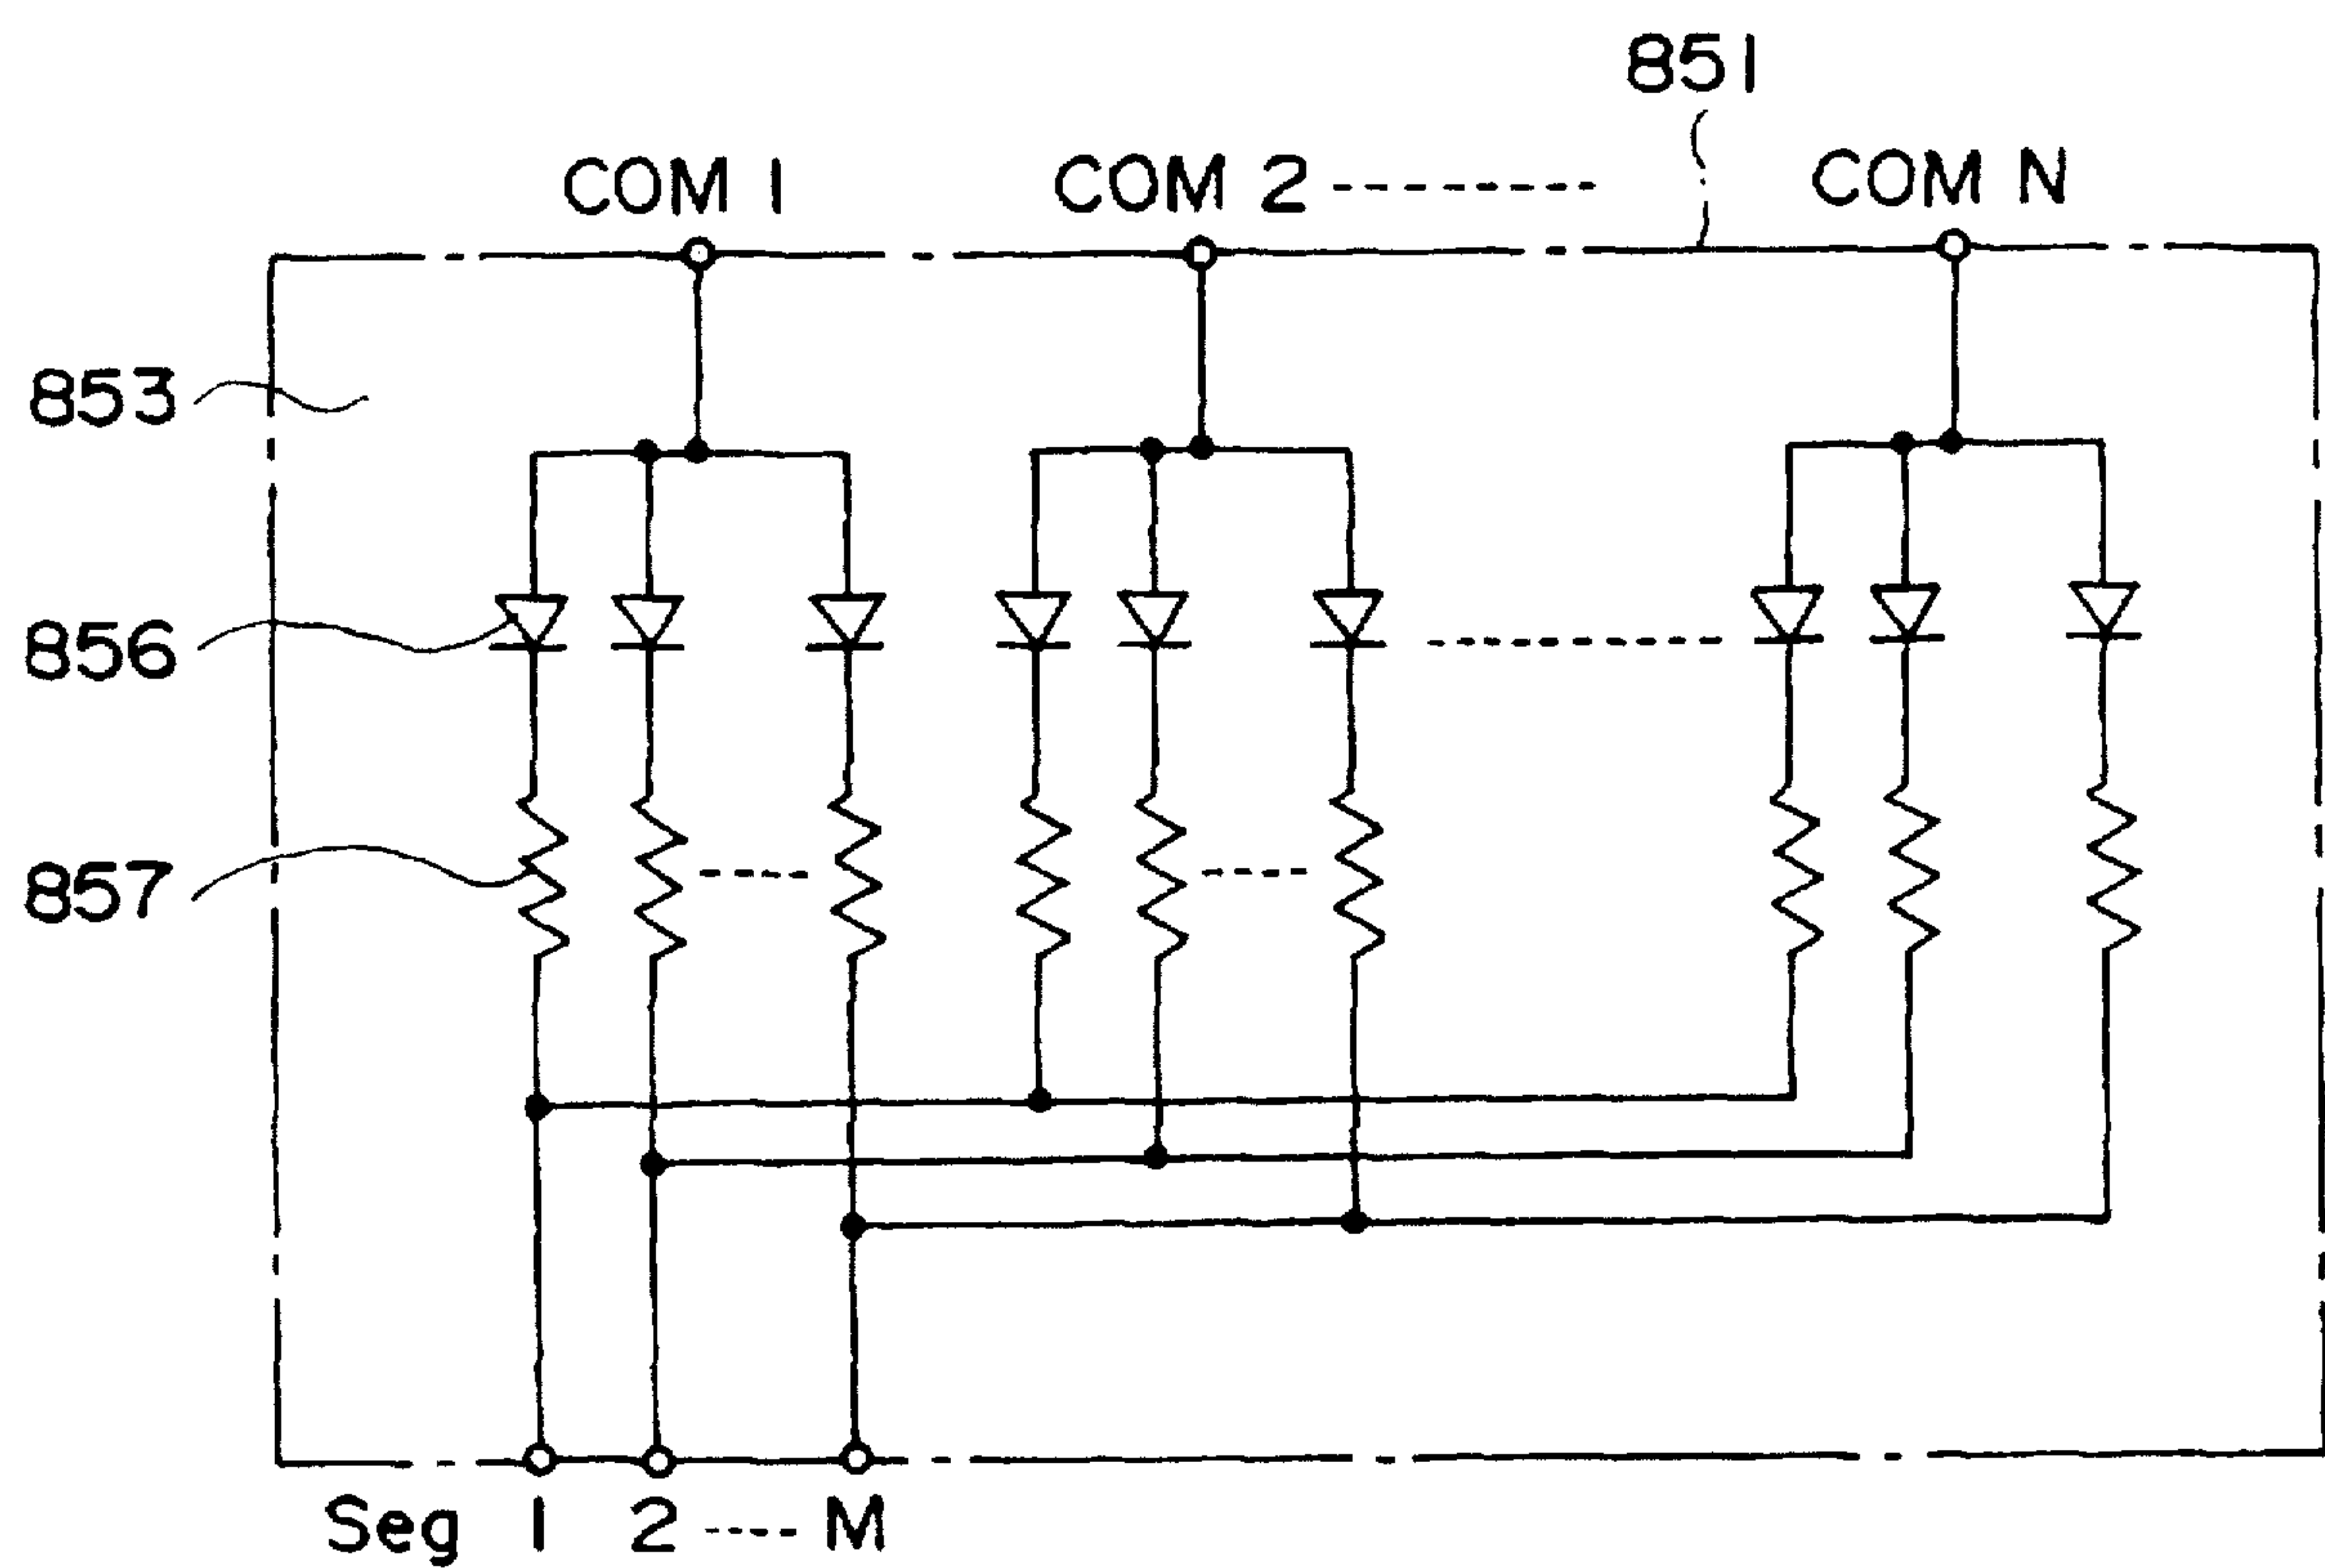 851
COM 1 COM 2 --------- COM N
853
856
857
Seg 1 2 ---- M